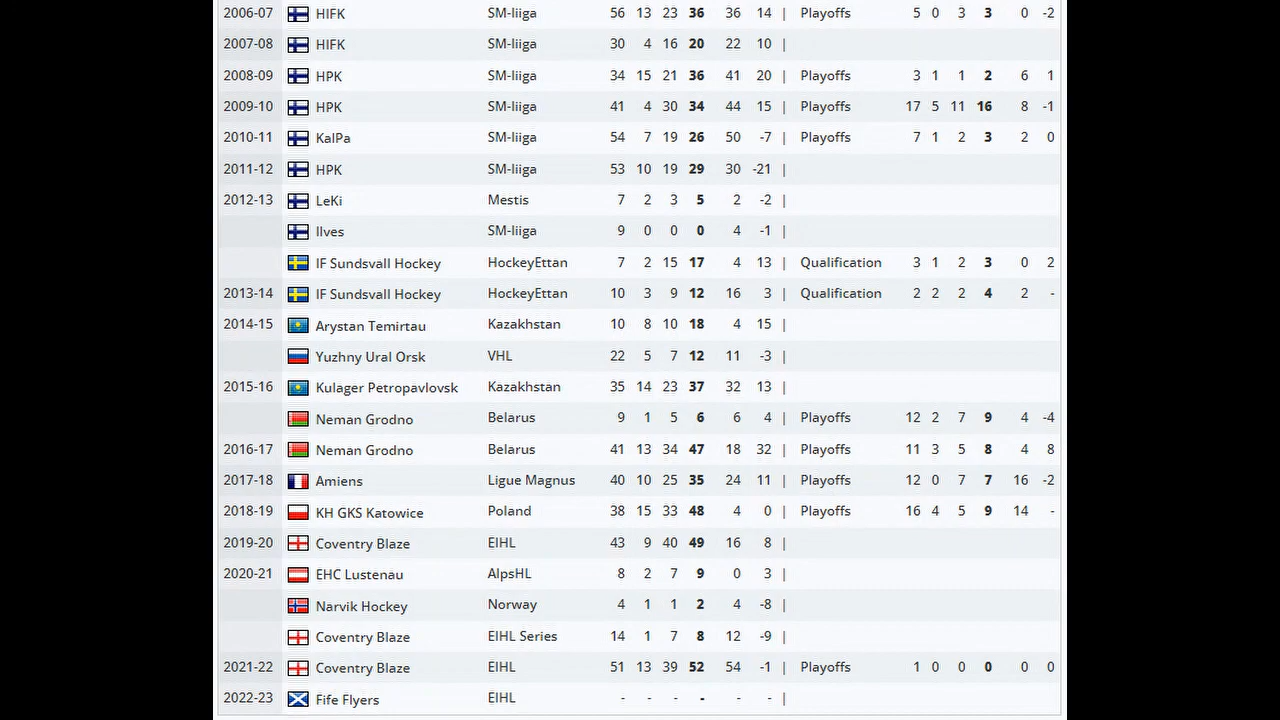 2006-07 HIFK SM-liiga 56 13 23 36 36 14 | Playoffs 5 0 3 3 0 -2
2007-08 HIFK SM-liiga 30 4 16 20 22 10 |
2008-09 HPK SM-liiga 34 15 21 36 41 20 | Playoffs 3 1 1 2 6 1
2009-10 HPK SM-liiga 41 4 30 34 44 15 | Playoffs 17 5 11 16 8 -1
2010-11 KalPa SM-liiga 54 7 19 26 50 -7 | Playoffs 7 1 2 3 2 0
2011-12 HPK SM-liiga 53 10 19 29 30 -21 |
2012-13 LeKi Mestis 7 2 3 5 2 -2 |
Ilves SM-liiga 9 0 0 0 4 -1 |
IF Sundsvall Hockey HockeyEttan 7 2 15 17 4 13 | Qualification 3 1 2 3 0 2
2013-14 IF Sundsvall Hockey HockeyEttan 10 3 9 12 16 3 | Qualification 2 2 2 4 2 -
2014-15 Arystan Temirtau Kazakhstan 10 8 10 18 4 15 |
Yuzhny Ural Orsk VHL 22 5 7 12 11 -3 |
2015-16 Kulager Petropavlovsk Kazakhstan 35 14 23 37 32 13 |
Neman Grodno Belarus 9 1 5 6 8 4 | Playoffs 12 2 7 9 4 -4
2016-17 Neman Grodno Belarus 41 13 34 47 18 32 | Playoffs 11 3 5 8 4 8
2017-18 Amiens Ligue Magnus 40 10 25 35 24 11 | Playoffs 12 0 7 7 16 -2
2018-19 KH GKS Katowice Poland 38 15 33 48 4 0 | Playoffs 16 4 5 9 14 -
2019-20 Coventry Blaze EIHL 43 9 40 49 16 8 |
2020-21 EHC Lustenau AlpsHL 8 2 7 9 0 3 |
Narvik Hockey Norway 4 1 1 2 4 -8 |
Coventry Blaze EIHL Series 14 1 7 8 12 -9 |
2021-22 Coventry Blaze EIHL 51 13 39 52 54 -1 | Playoffs 1 0 0 0 0 0
2022-23 Fife Flyers EIHL - - - - - |